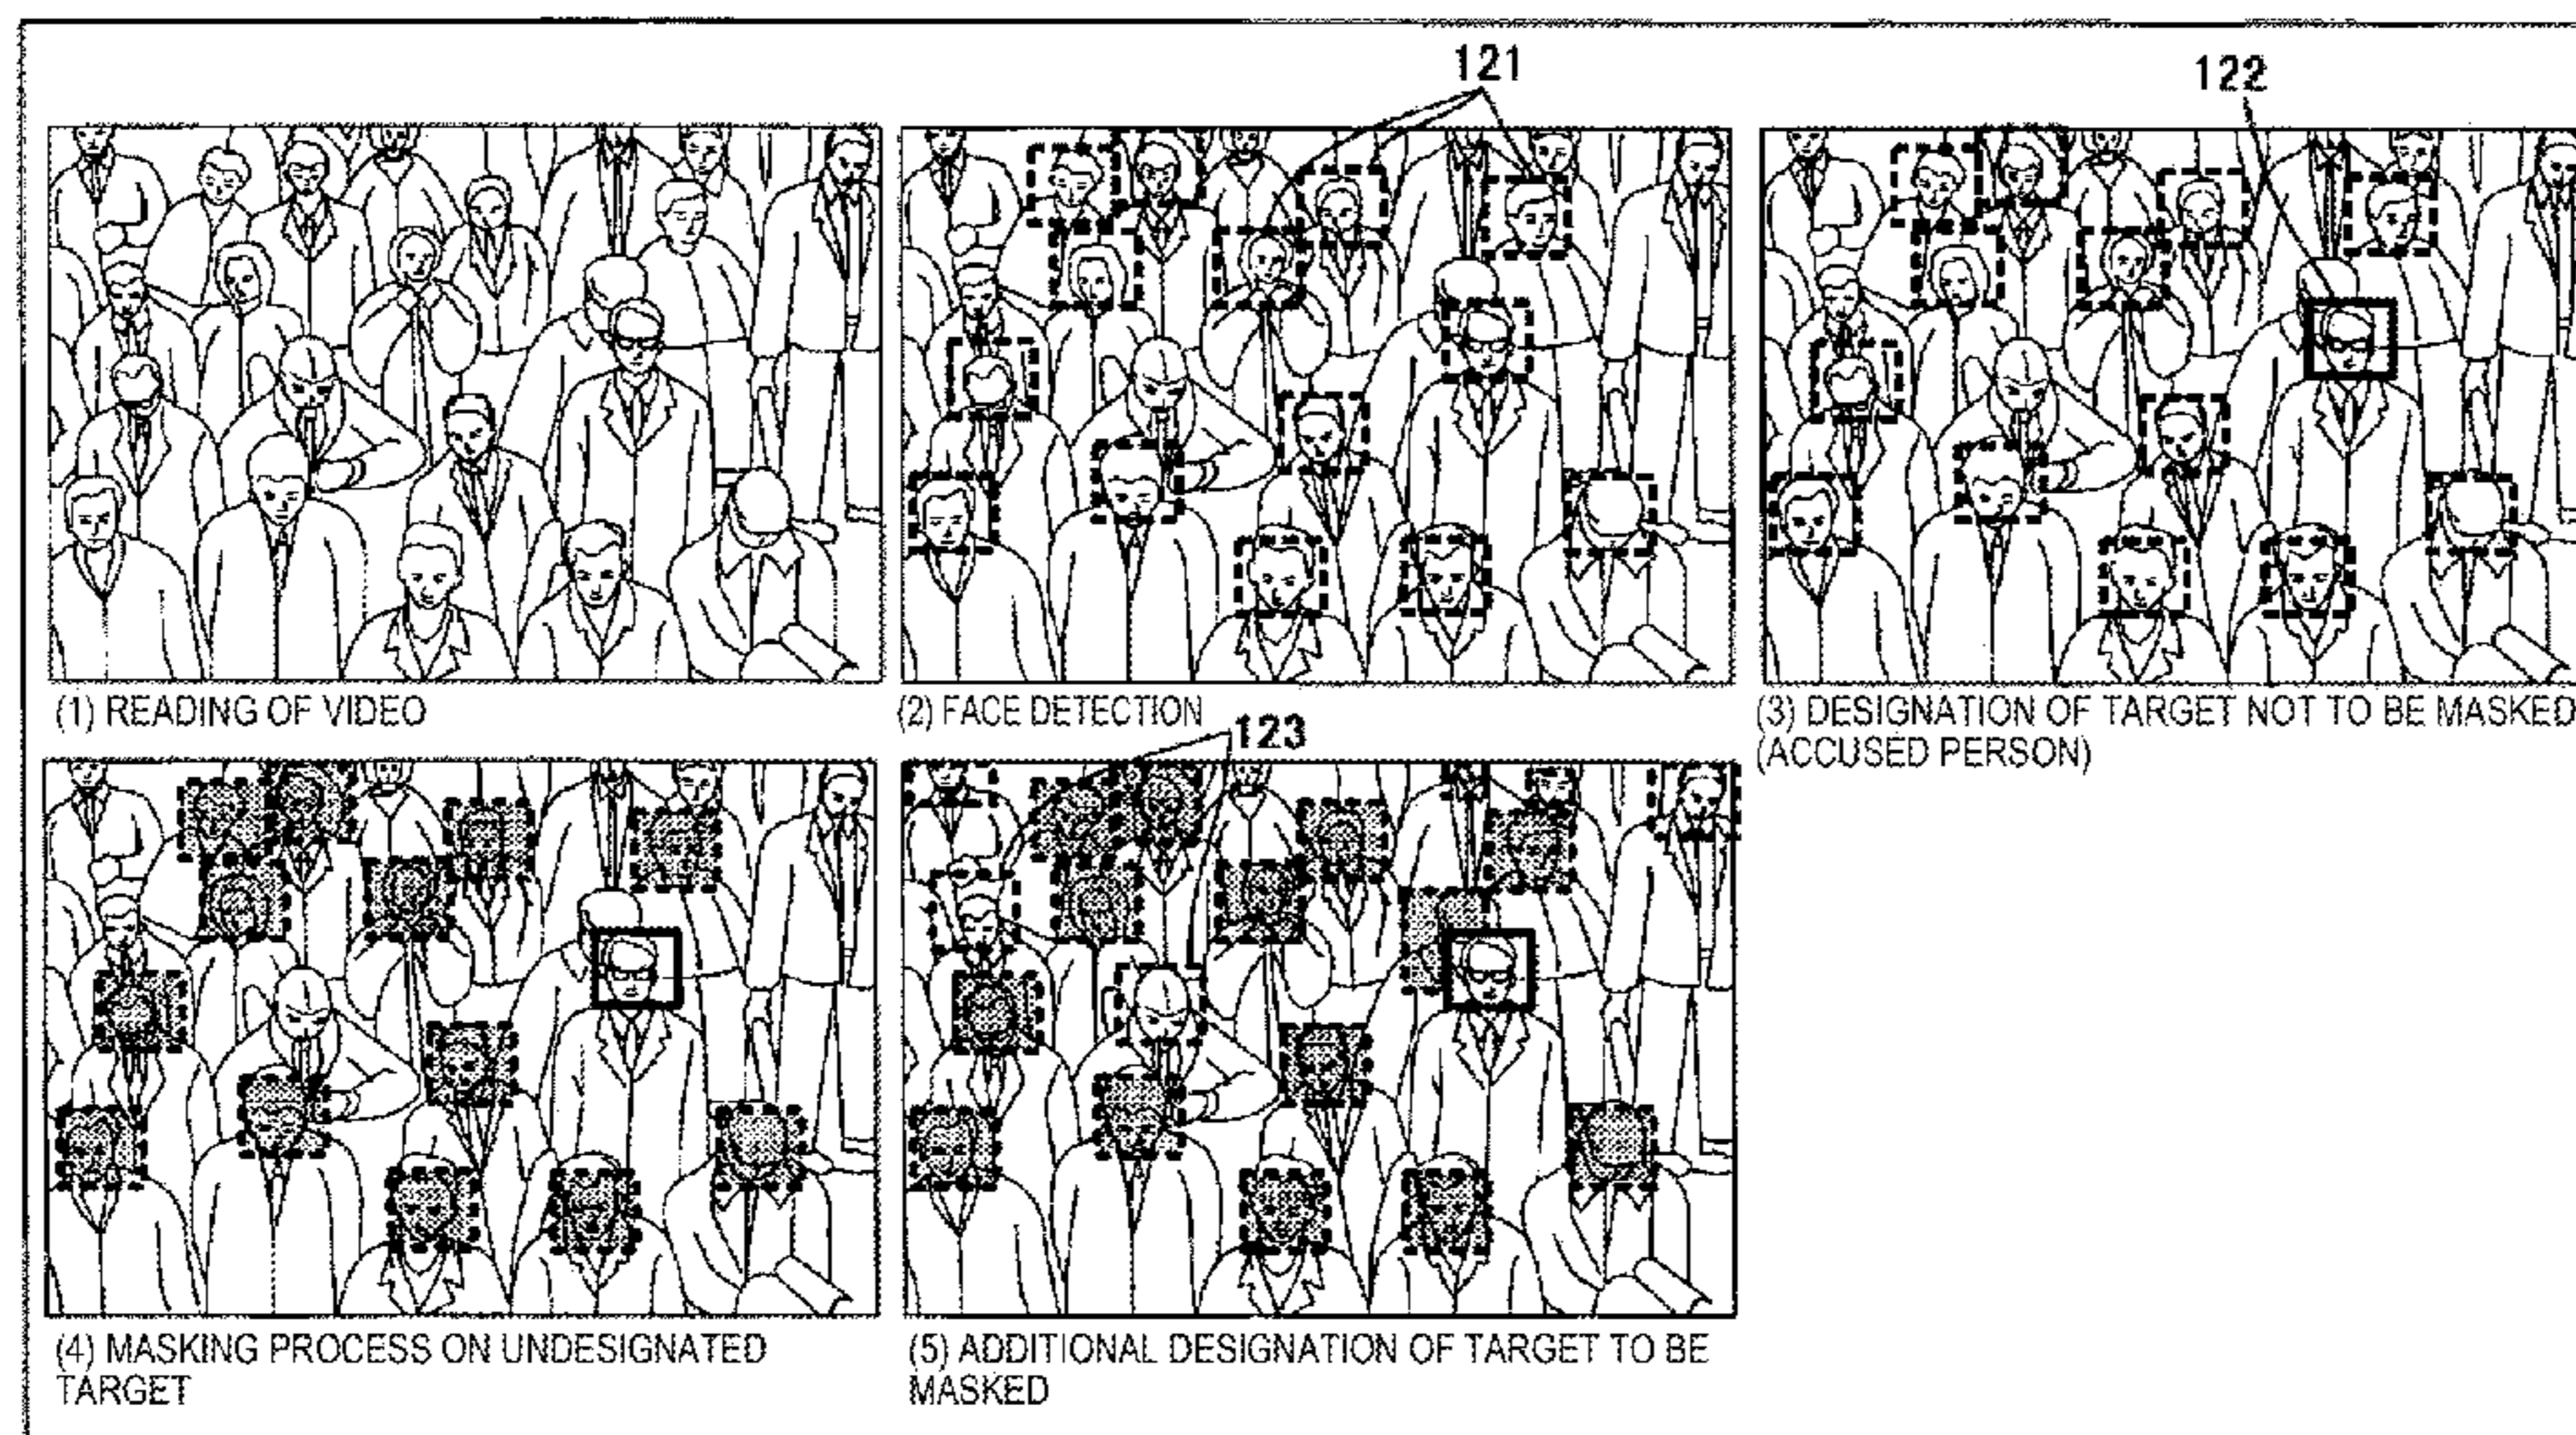 121
122
(1) READING OF VIDEO
(2) FACE DETECTION
(3) DESIGNATION OF TARGET NOT TO BE MASKED
(ACCUSED PERSON)
123
(4) MASKING PROCESS ON UNDESIGNATED
TARGET
(5) ADDITIONAL DESIGNATION OF TARGET TO BE
MASKED